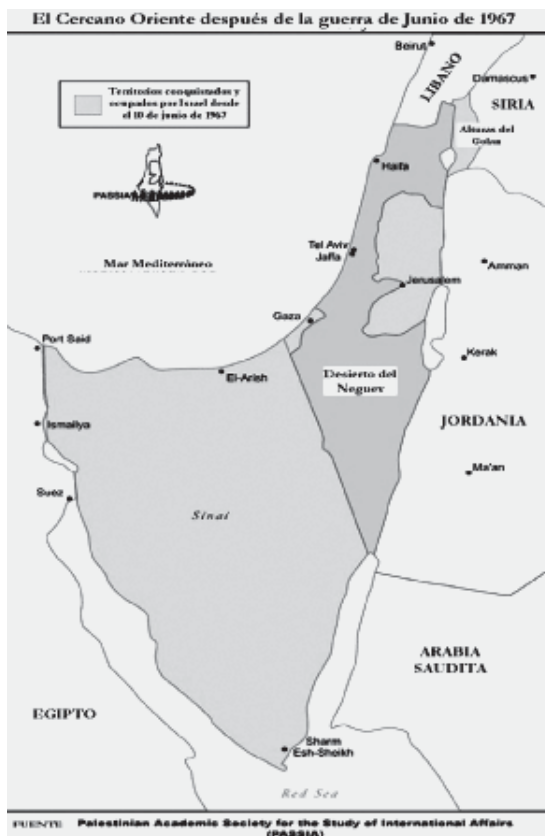 El Cercano Oriente después de la guerra de Junio de 1967
Beirut
LIBANO
Damascus
SIRIA
Territorios conquistados y
ocupados por Israel desde
el 10 de junio de 1967
Alturas del
Golan
Haifa
PASSIA
Mar Mediterráneo
Tel Aviv
Jaffa
Amman
Jerusalem
Gaza
Port Said
El-Arish
Kerak
Desierto del
Neguev
Ismailya
JORDANIA
Ma'an
Suez
Sinai
ARABIA
SAUDITA
EGIPTO
Sharm
Esh-Sheikh
Red Sea
FUENTE Palestinian Academic Society for the Study of International Affairs
(PASSIA)